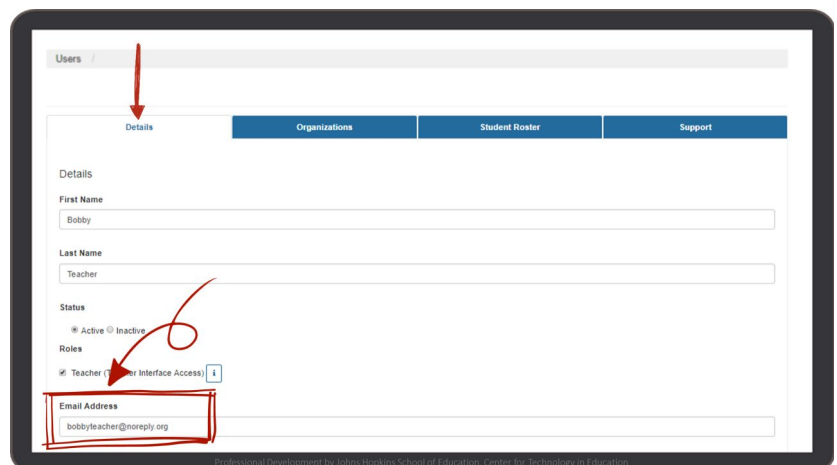 Users /
Details Organizations Student Roster Support
Details
First Name
Bobby
Last Name
Teacher
Status
Active Inactive
Roles
Teacher (T er Interface Access) i
Email Address
bobbyteacher@noreply.org
Professional Development by Johns Hopkins School of Education, Center for Technology in Education